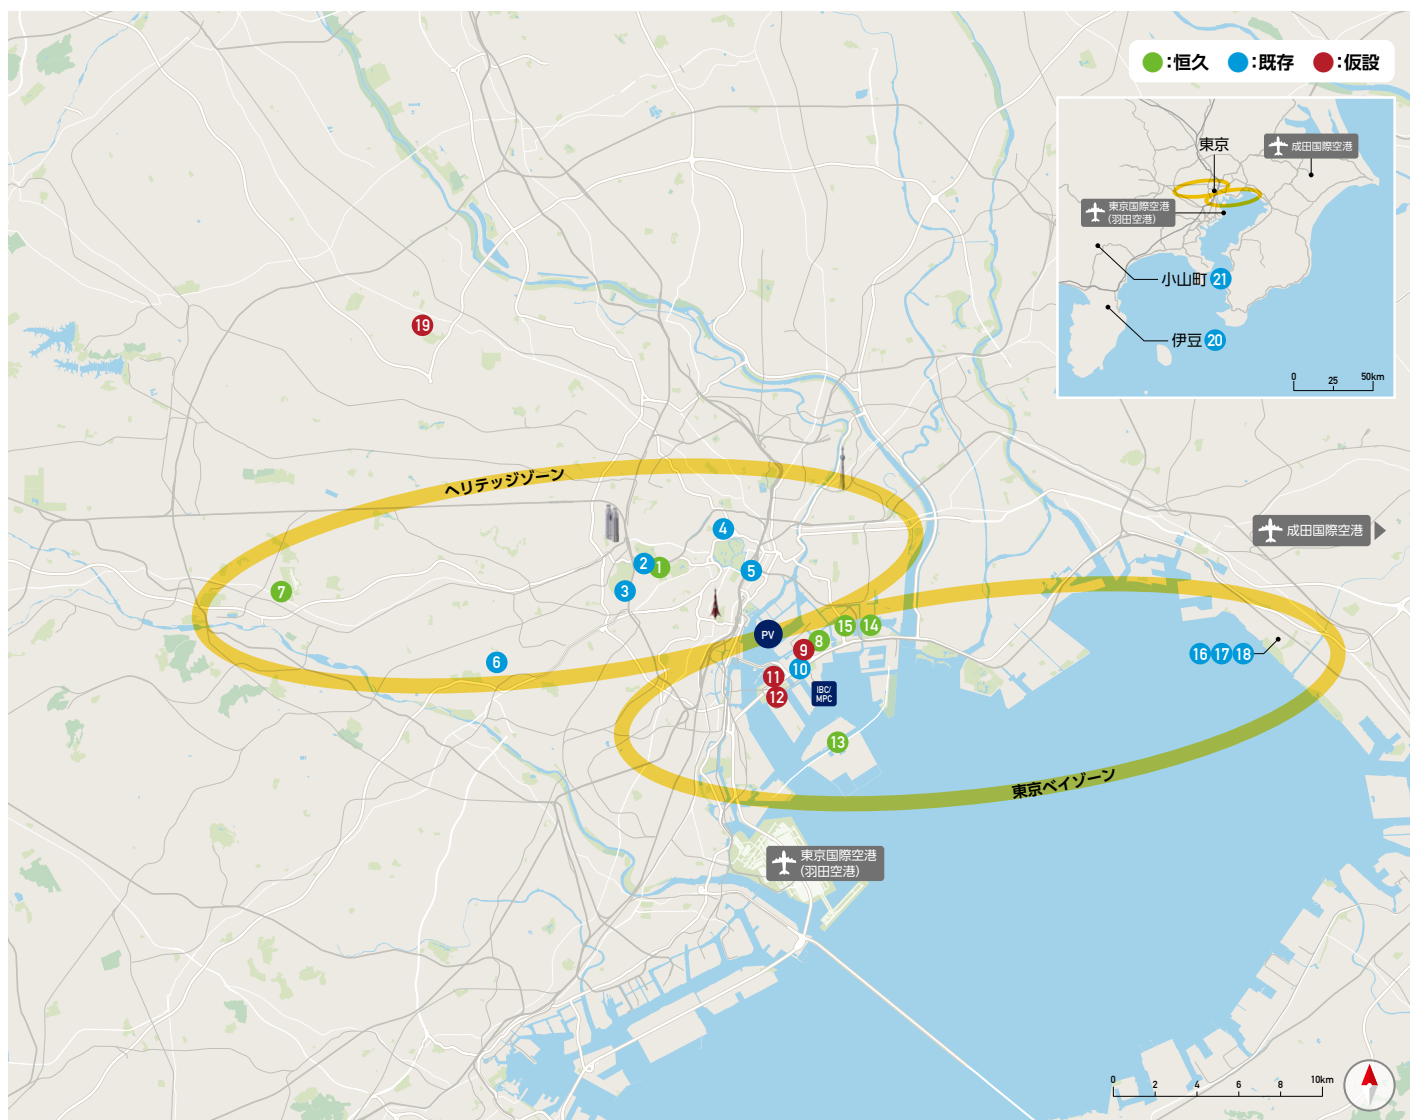 :恒久 :既存 :仮設
東京
成田国際空港
東京国際空港
(羽田空港)
小山町 21
伊豆 20
0 25 50km
19
ヘリテッジゾーン
4
成田国際空港
2 1
5
3
7
PV
15 14
8
9
6
10
16 17 18
11
IBC/
MPC
12
13
東京ベイゾーン
東京国際空港
(羽田空港)
0 2 4 6 8 10km